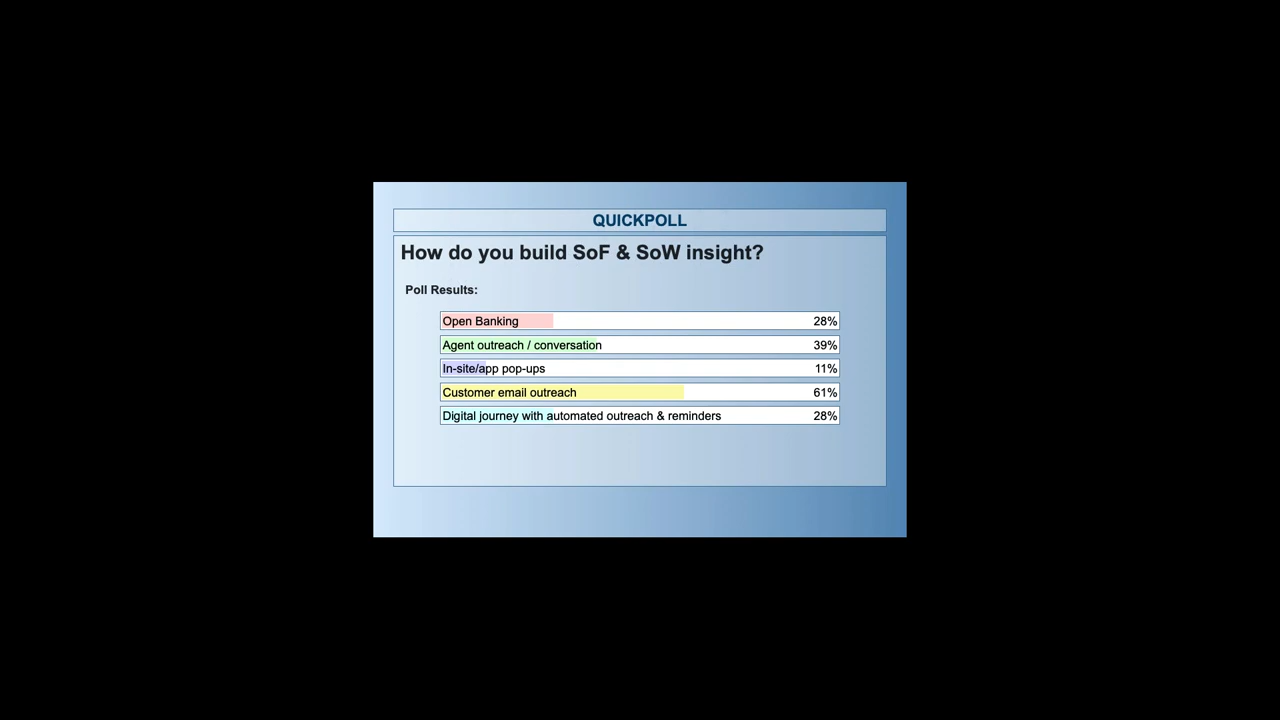 QUICKPOLL
How do you build SoF & SoW insight?
Poll Results:
Open Banking 28%
Agent outreach / conversation 39%
In-site/app pop-ups 11%
Customer email outreach 61%
Digital journey with automated outreach & reminders 28%